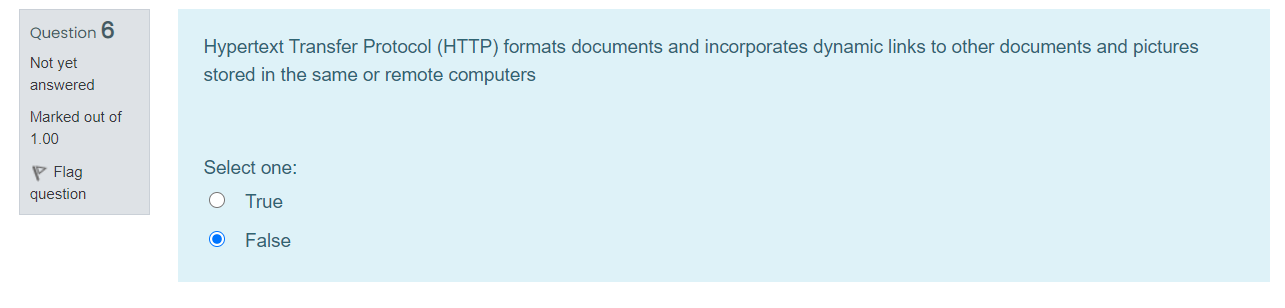 Question 6
Not yet
answered
Marked out of
1.00
Flag
question
Hypertext Transfer Protocol (HTTP) formats documents and incorporates dynamic links to other documents and pictures
stored in the same or remote computers
Select one:
True
False